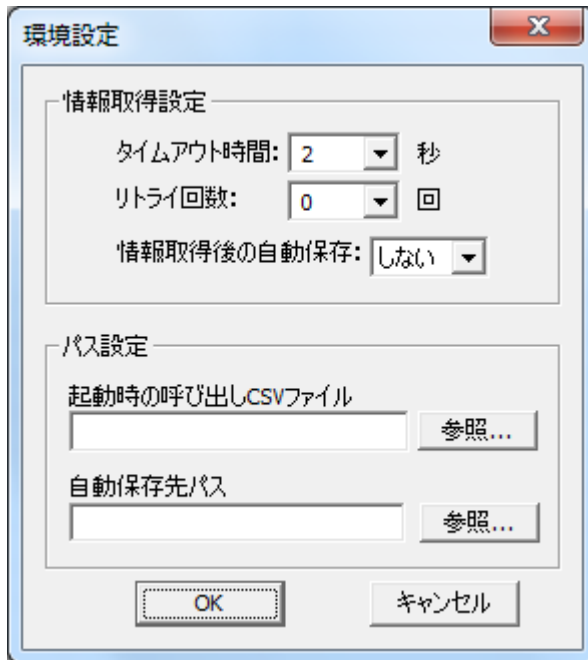 環境設定
情報取得設定
タイムアウト時間: 2 秒
リトライ回数: 0 回
情報取得後の自動保存: しない
パス設定
起動時の呼び出しCSVファイル
参照...
自動保存先パス
参照...
OK キャンセル